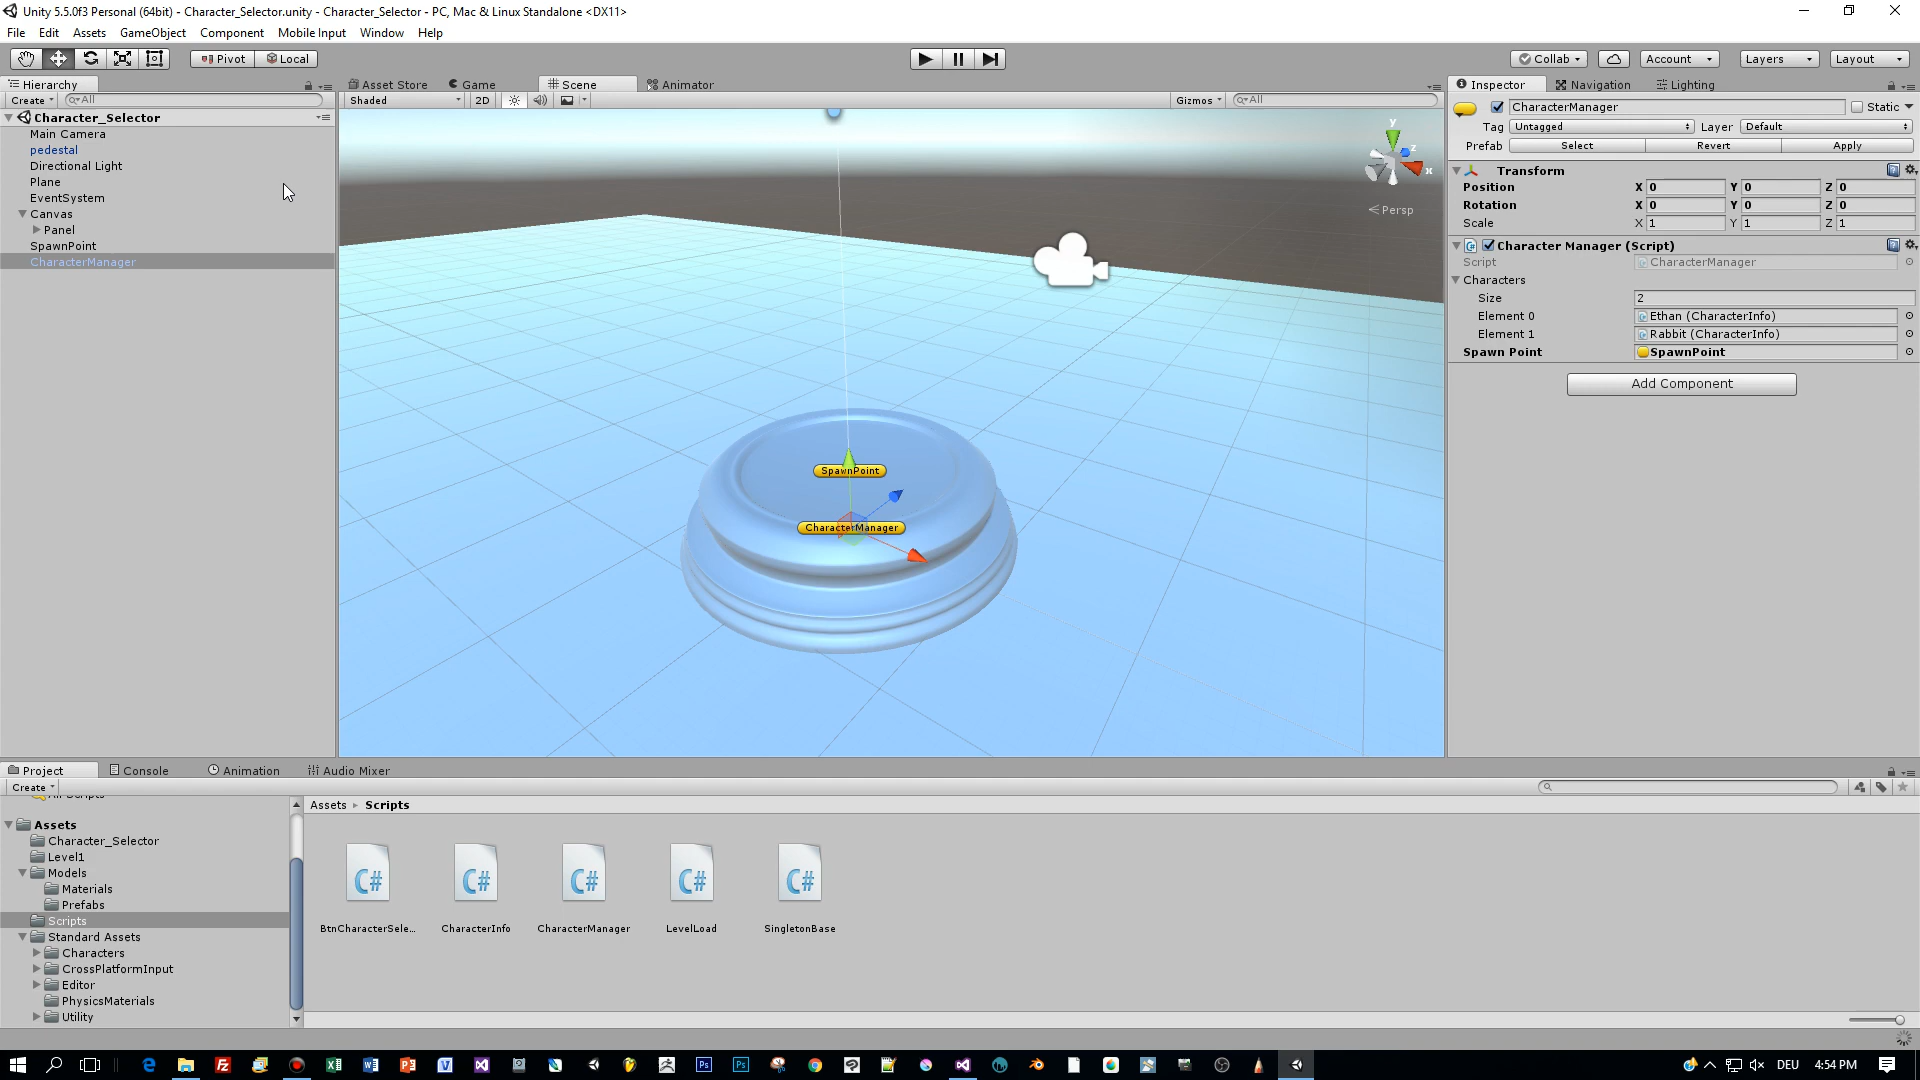 Unity 5.5.0f3 Personal (64bit) - Character_Selector.unity - Character_Selector - PC, Mac & Linux Standalone <DX11>
File Edit Assets GameObject Component Mobile Input Window Help
Pivot Local Collab Account Layers Layout
Hierarchy
Create All
Character_Selector
Main Camera
pedestal
Directional Light
Plane
EventSystem
Canvas
Panel
SpawnPoint
CharacterManager
Asset Store Game Scene Animator
Shaded 2D Gizmos All
y
z
x
Persp
SpawnPoint
CharacterManager
Inspector Navigation Lighting
CharacterManager Static
Tag Untagged Layer Default
Prefab Select Revert Apply
Transform
Position X 0 Y 0 Z 0
Rotation X 0 Y 0 Z 0
Scale X 1 Y 1 Z 1
Character Manager (Script)
Script CharacterManager
Characters
Size 2
Element 0 Ethan (CharacterInfo)
Element 1 Rabbit (CharacterInfo)
Spawn Point SpawnPoint
Add Component
Project Console Animation Audio Mixer
Create
Assets
Character_Selector
Level1
Models
Materials
Prefabs
Scripts
Standard Assets
Characters
CrossPlatformInput
Editor
PhysicsMaterials
Utility
Assets Scripts
C# C# C# C# C#
BtnCharacterSele... CharacterInfo CharacterManager LevelLoad SingletonBase
DEU 4:54 PM